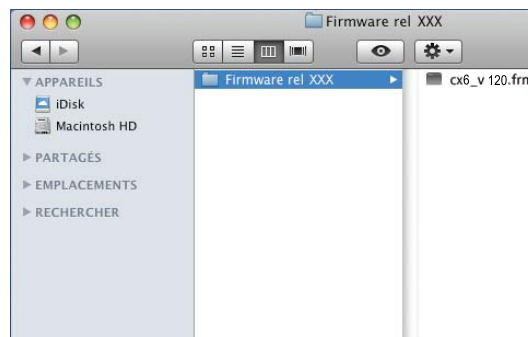 Firmware rel XXX
APPAREILS
iDisk
Macintosh HD
PARTAGÉS
EMPLACEMENTS
RECHERCHER
Firmware rel XXX
cx6_v 120.frm